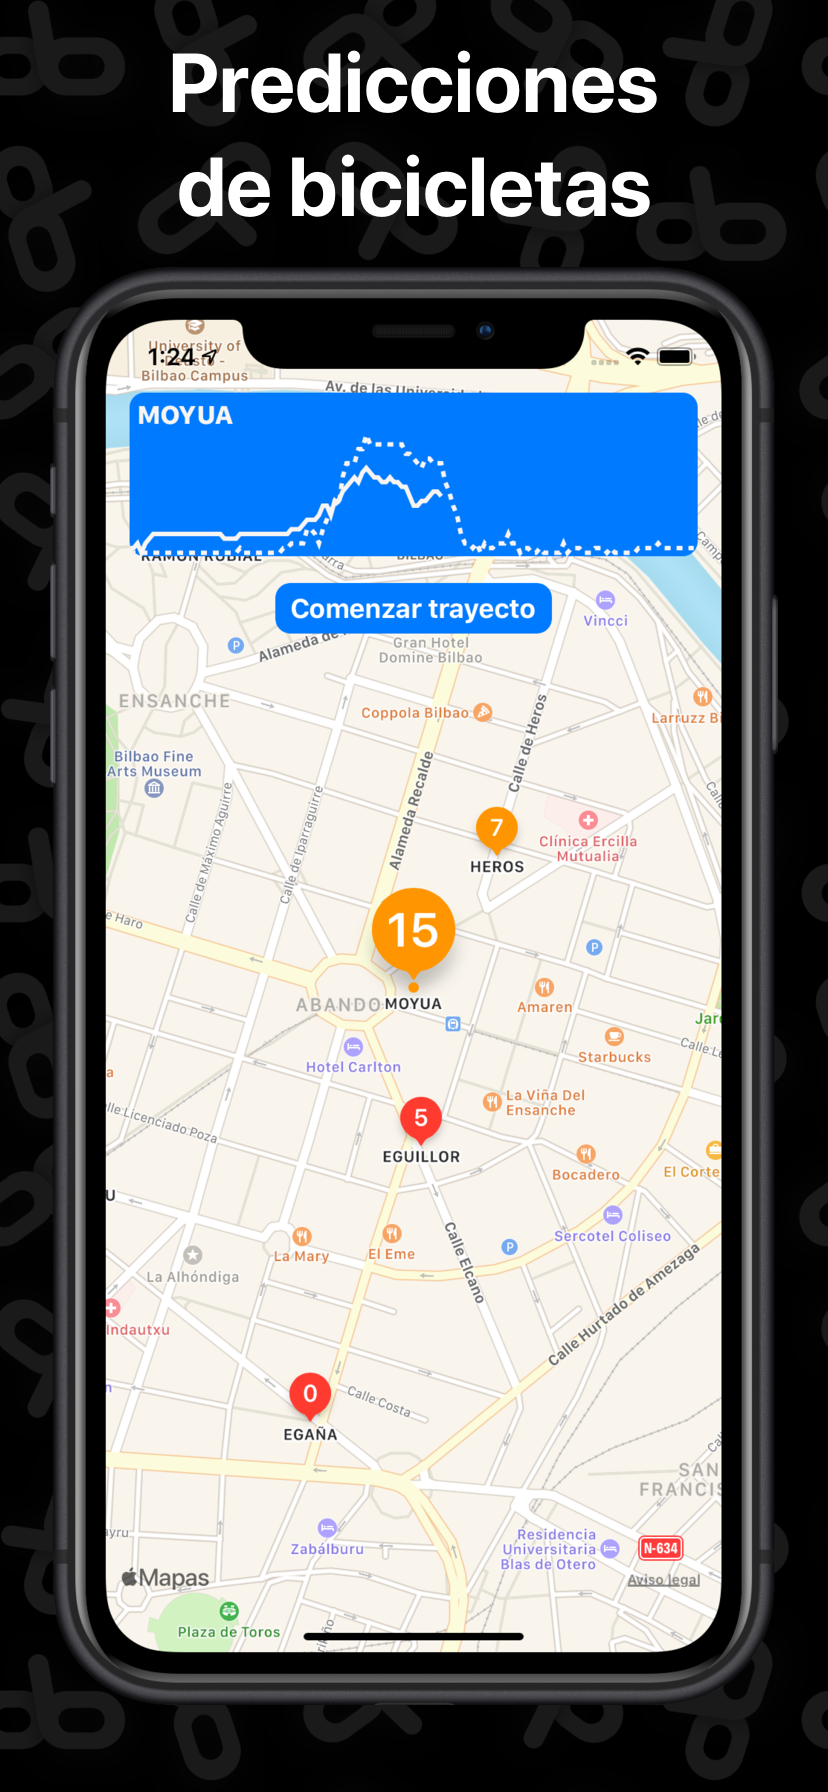 Predicciones
de bicicletas
1:24
University of
Deusto -
Bilbao Campus
Av. de las Universidades
MOYUA
RAMON RUBIAL
BILBAO
Comenzar trayecto
Vincci
P
Alameda de
Gran Hotel
Domine Bilbao
ENSANCHE
Coppola Bilbao
Calle de Heros
Larruzz Bi
Bilbao Fine
Arts Museum
Alameda Recalde
Calle de Máximo Aguirre
Calle de Iparraguirre
7
HEROS
Clínica Ercilla
Mutualia
15
e Haro
P
ABANDO
MOYUA
Amaren
Jar
Hotel Carlton
Starbucks
Calle Le
a
La Viña Del
Ensanche
5
EGUILLOR
lle Licenciado Poza
Bocadero
El Corte
U
Sercotel Coliseo
La Mary
El Eme
P
Calle Elcano
La Alhóndiga
Indautxu
Calle Hurtado de Amezaga
n
0
EGAÑA
Calle Costa
SAN
FRANCIS
ayru
Zabálburu
Residencia
Universitaria
Blas de Otero
N-634
Mapas
Aviso legal
Plaza de Toros